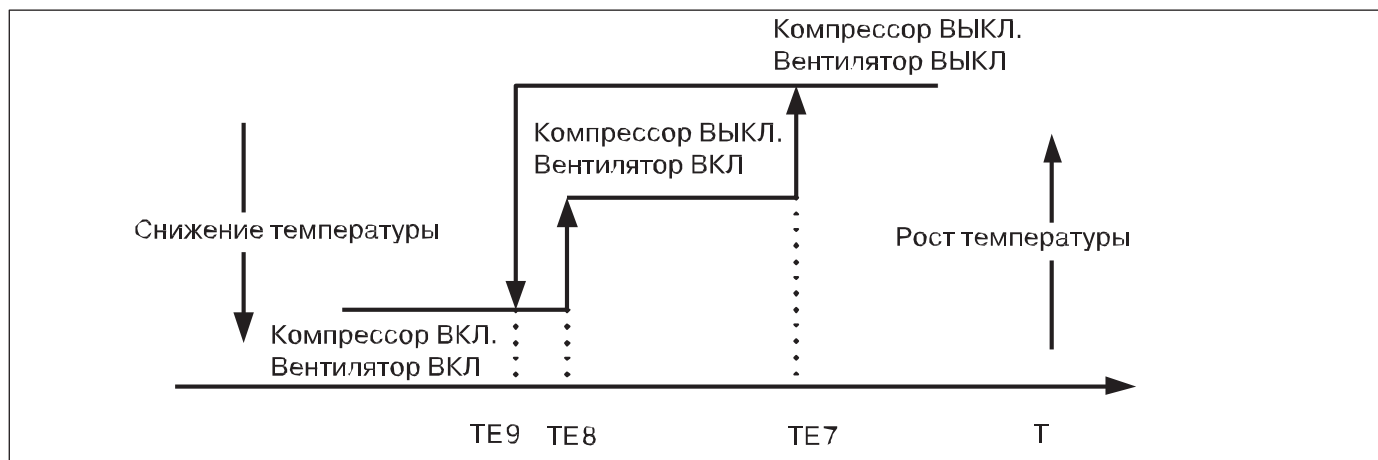 Компрессор ВЫКЛ.
Вентилятор ВЫКЛ
Компрессор ВЫКЛ.
Вентилятор ВКЛ
Снижение температуры
Рост температуры
Компрессор ВКЛ.
Вентилятор ВКЛ
TE9 TE8 TE7 T